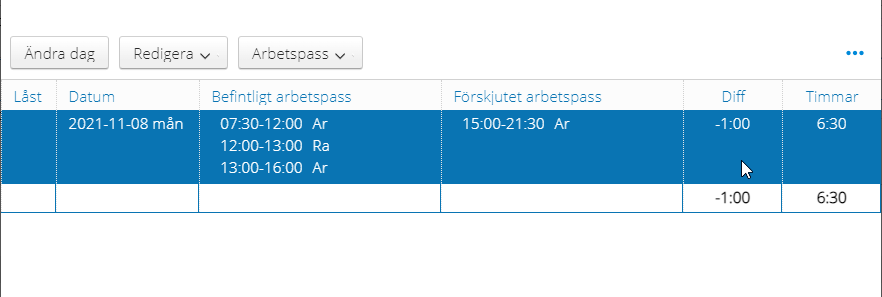 Ändra dag Redigera Arbetspass
Låst Datum Befintligt arbetspass Förskjutet arbetspass Diff Timmar
2021-11-08 mån 07:30-12:00 Ar 15:00-21:30 Ar -1:00 6:30
12:00-13:00 Ra
13:00-16:00 Ar
-1:00 6:30